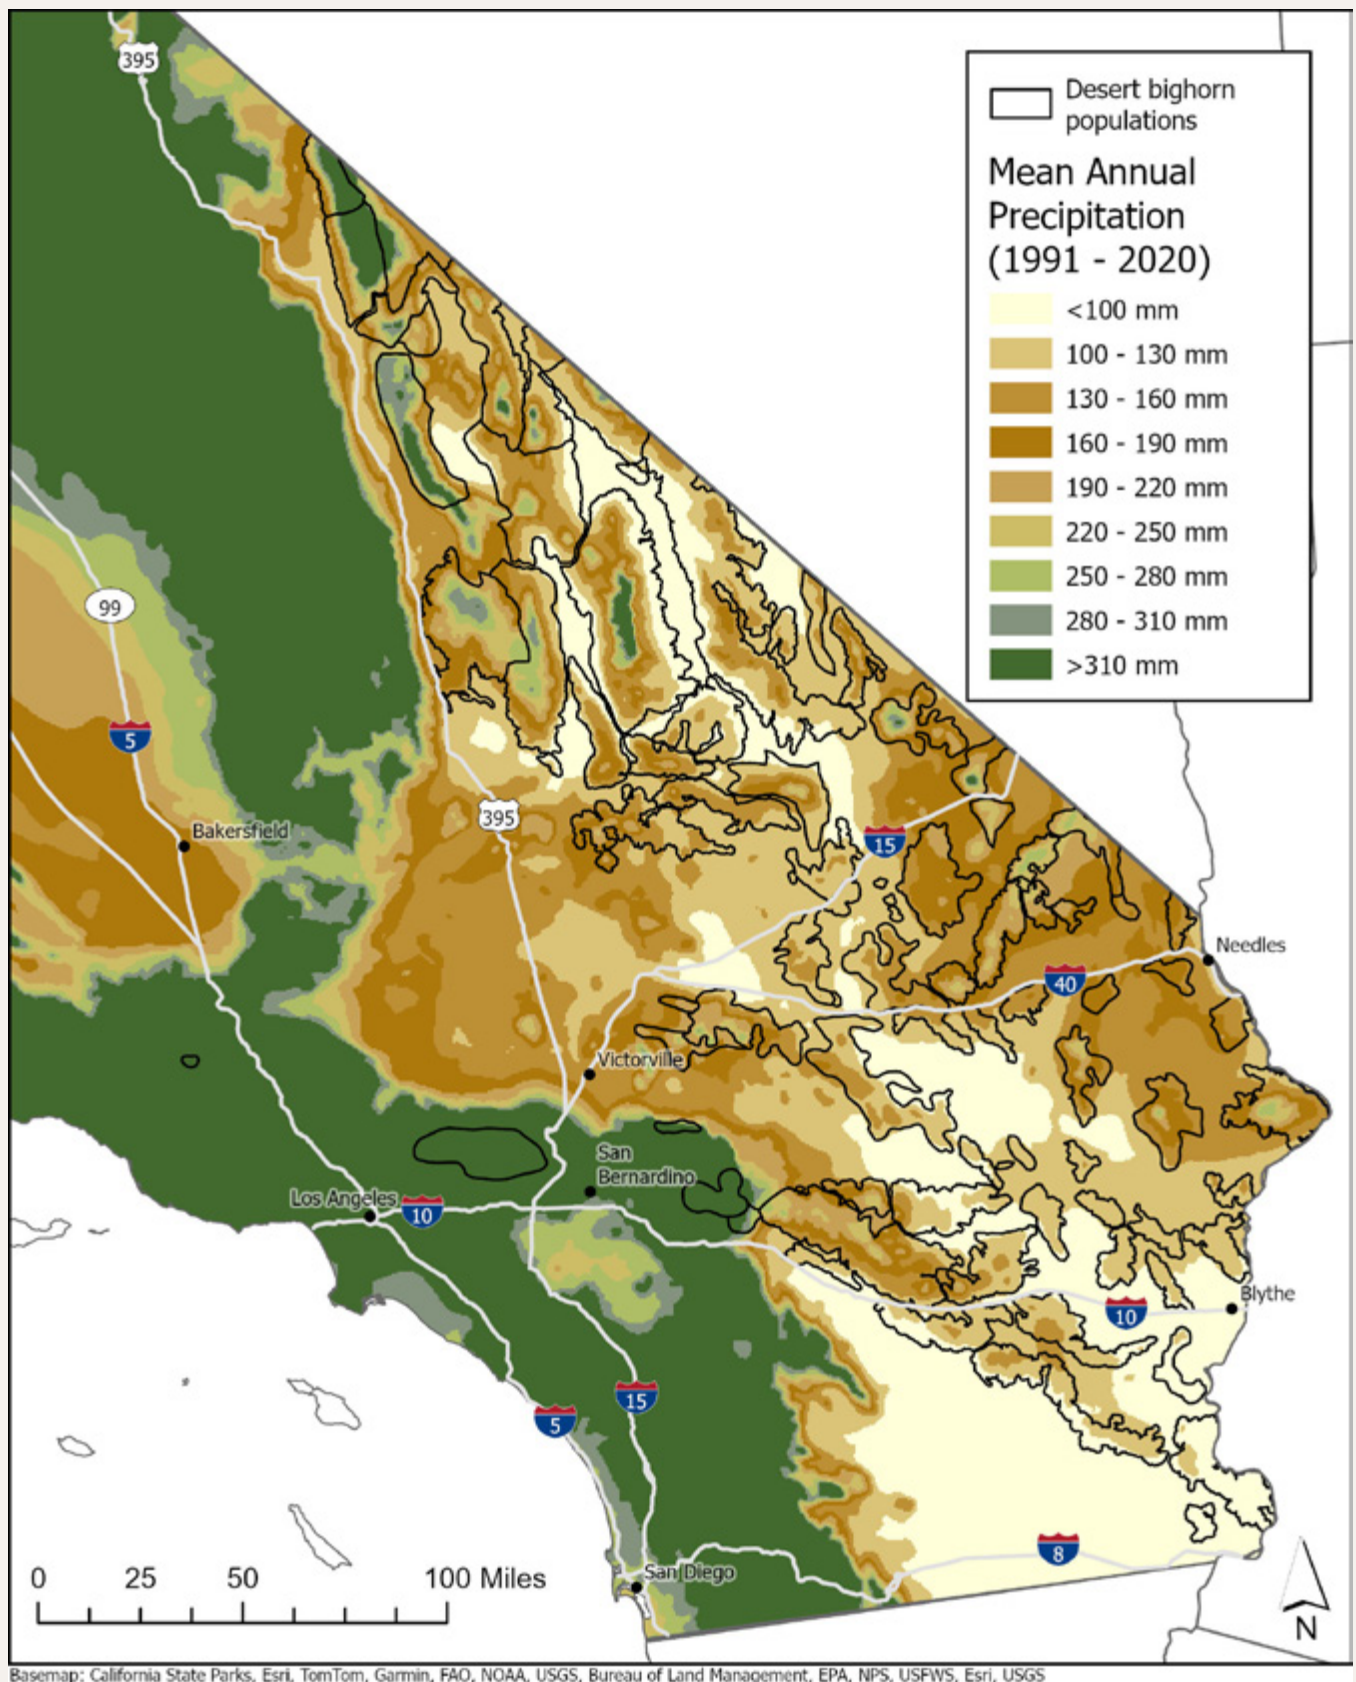 395
Desert bighorn
populations
Mean Annual
Precipitation
(1991 - 2020)
<100 mm
100 - 130 mm
130 - 160 mm
160 - 190 mm
190 - 220 mm
220 - 250 mm
250 - 280 mm
280 - 310 mm
>310 mm
99
5
395
Bakersfield
15
Needles
40
Victorville
San
Bernardino
Los Angeles
10
Blythe
10
15
5
8
San Diego
0 25 50 100 Miles
N
Basemap: California State Parks, Esri, TomTom, Garmin, FAO, NOAA, USGS, Bureau of Land Management, EPA, NPS, USFWS, Esri, USGS